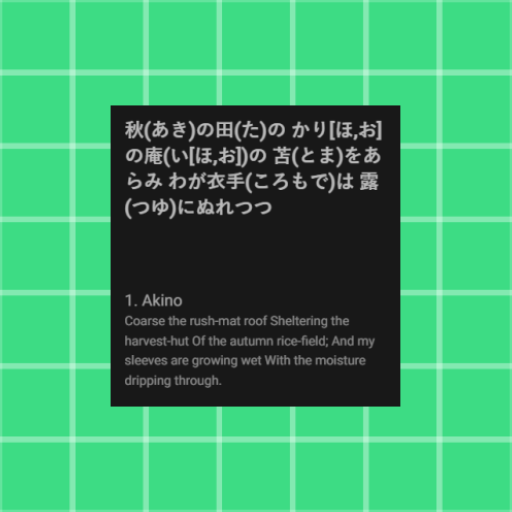 秋(あき)の田(た)の かり[ほ,お]
の庵(い[ほ,お])の 苫(とま)をあ
らみ わが衣手(ころもで)は 露
(つゆ)にぬれつつ
1. Akino
Coarse the rush-mat roof Sheltering the
harvest-hut Of the autumn rice-field; And my
sleeves are growing wet With the moisture
dripping through.